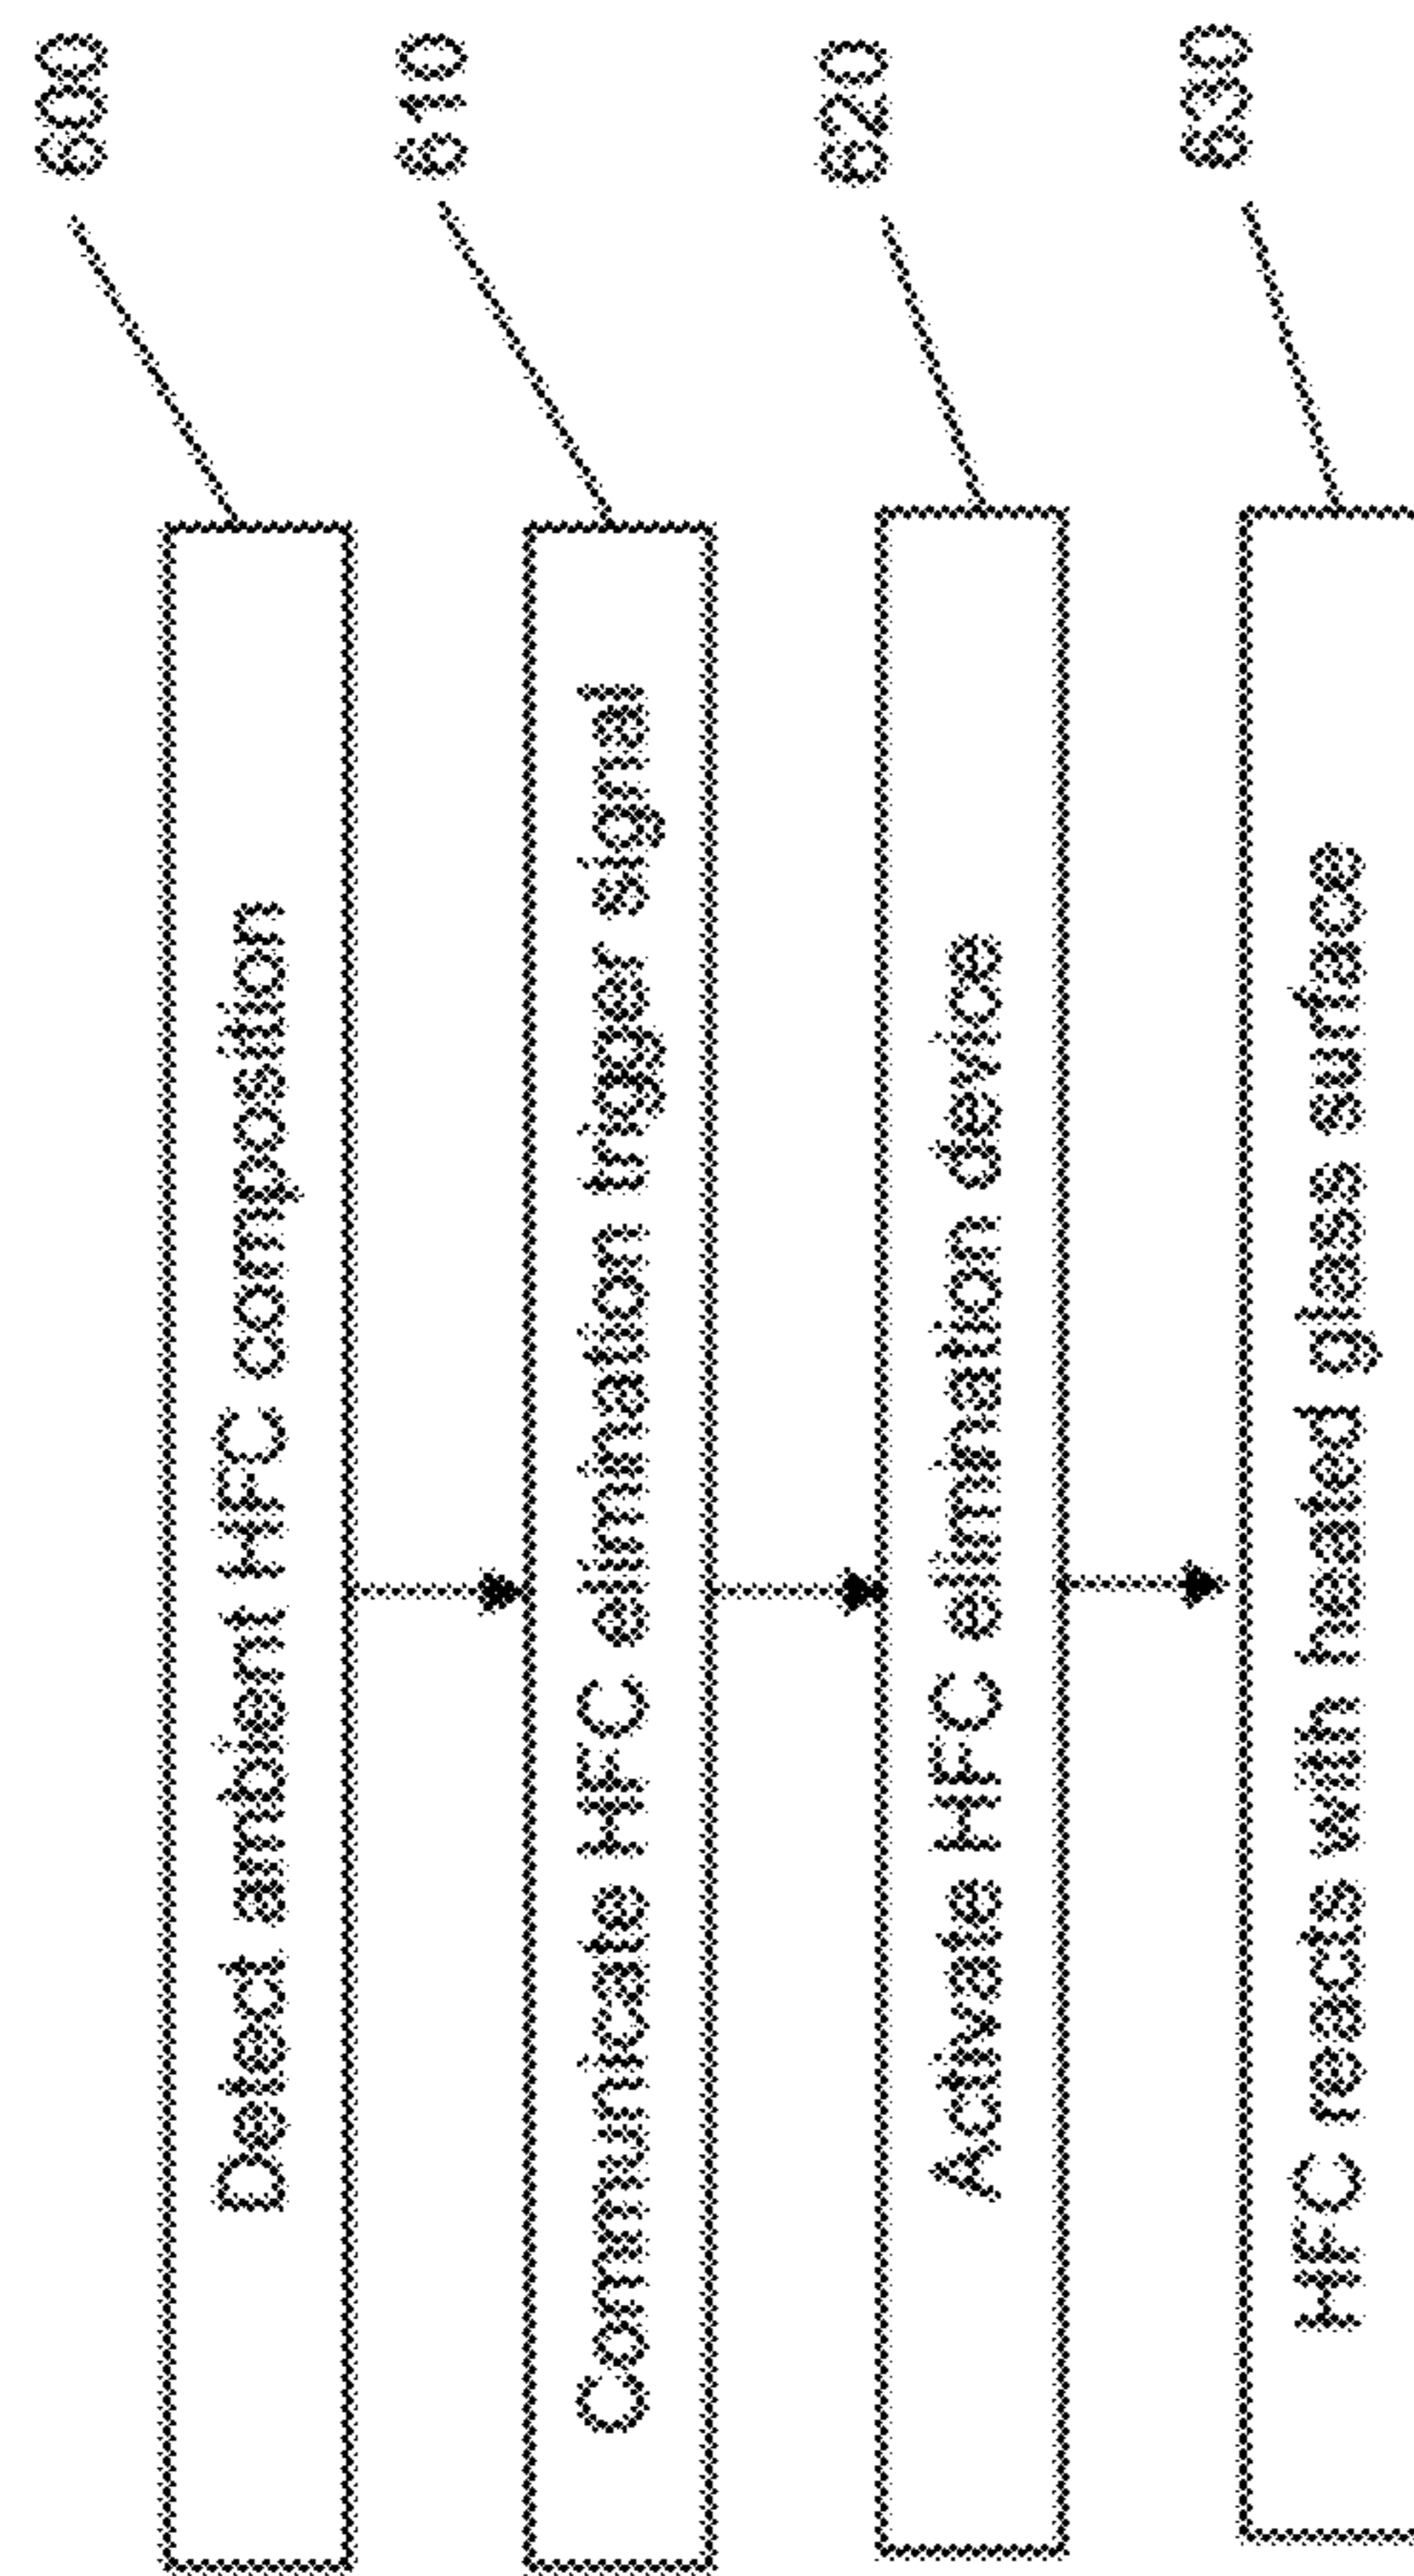 Detect ambient HFC composition
600
Communicate HFC elimination trigger signal
610
Activate HFC elimination device
620
HFC reacts with heated glass surface
630